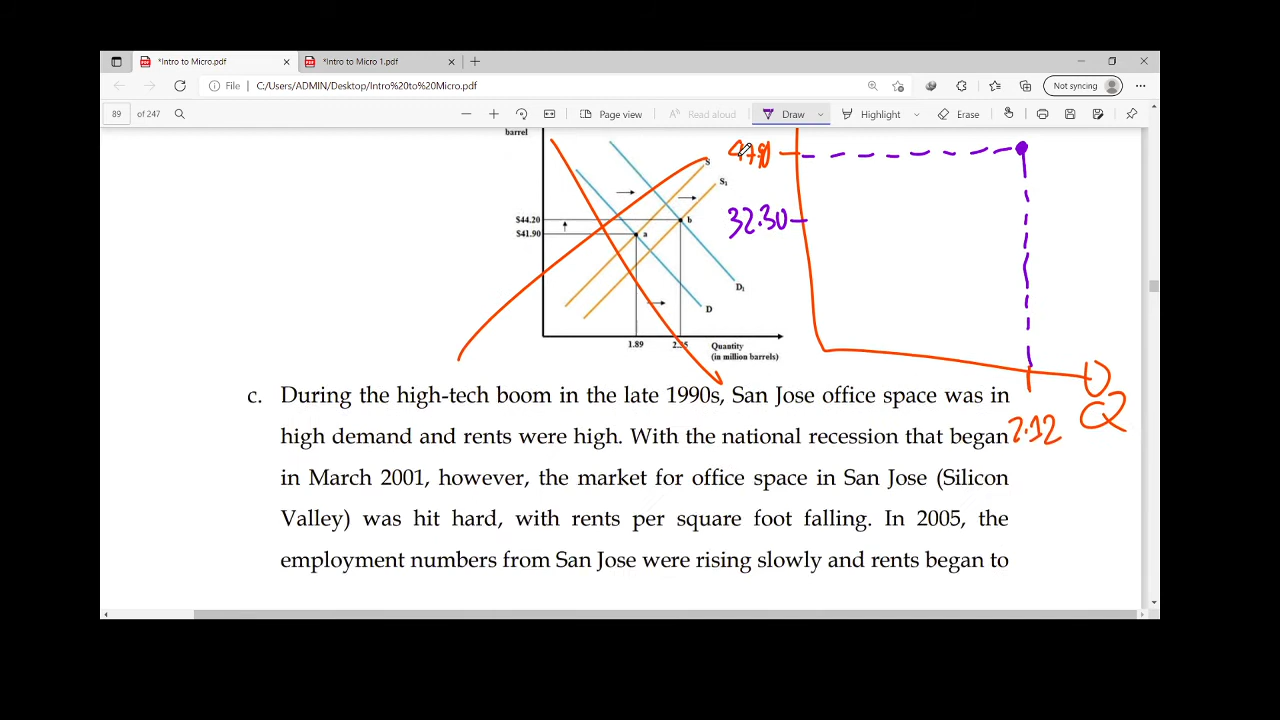 *Intro to Micro.pdf
*Intro to Micro 1.pdf
File
C:/Users/ADMIN/Desktop/Intro%20to%20Micro.pdf
Not syncing
89 of 247
Page view
Read aloud
Draw
Highlight
Erase
barrel
S
S1
$44.20
b
$41.90
a
32.30
D1
D
1.89
Quantity
(in million barrels)
Q
2.12
c. During the high-tech boom in the late 1990s, San Jose office space was in
high demand and rents were high. With the national recession that began
in March 2001, however, the market for office space in San Jose (Silicon
Valley) was hit hard, with rents per square foot falling. In 2005, the
employment numbers from San Jose were rising slowly and rents began to